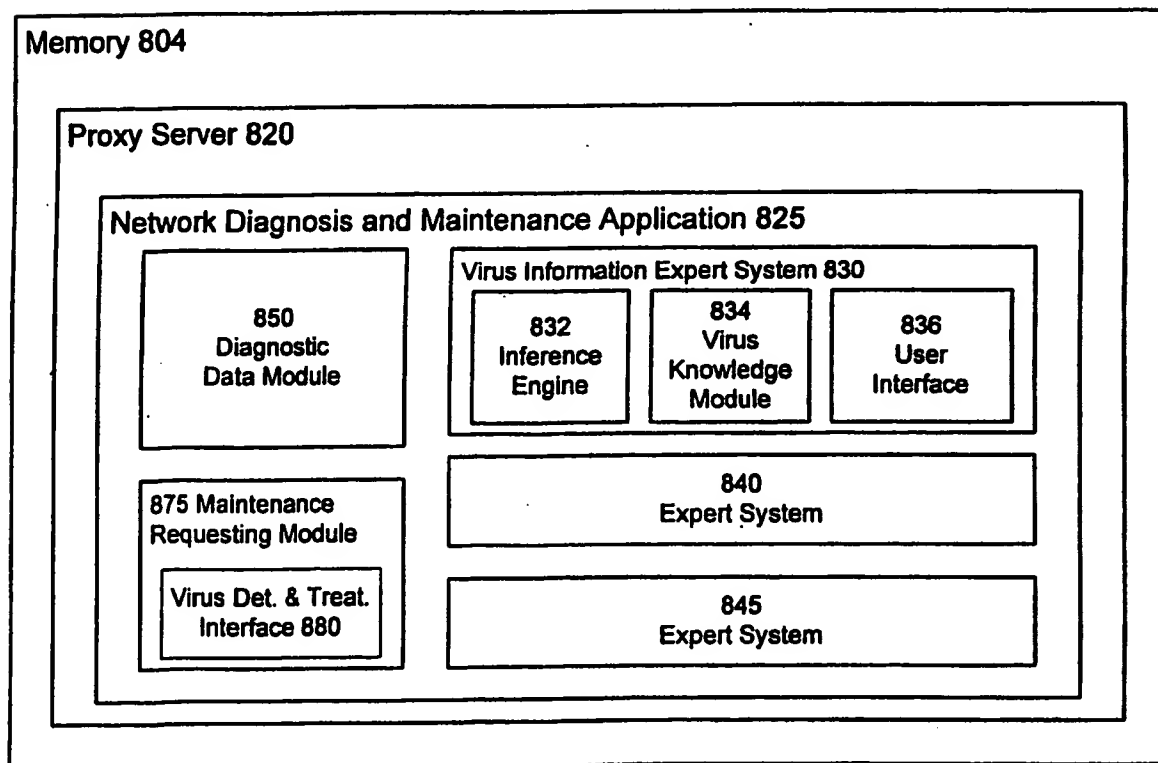 Memory 804
Proxy Server 820
Network Diagnosis and Maintenance Application 825
850
Diagnostic
Data Module
Virus Information Expert System 830
832
Inference
Engine
834
Virus
Knowledge
Module
836
User
Interface
875 Maintenance
Requesting Module
Virus Det. & Treat.
Interface 880
840
Expert System
845
Expert System